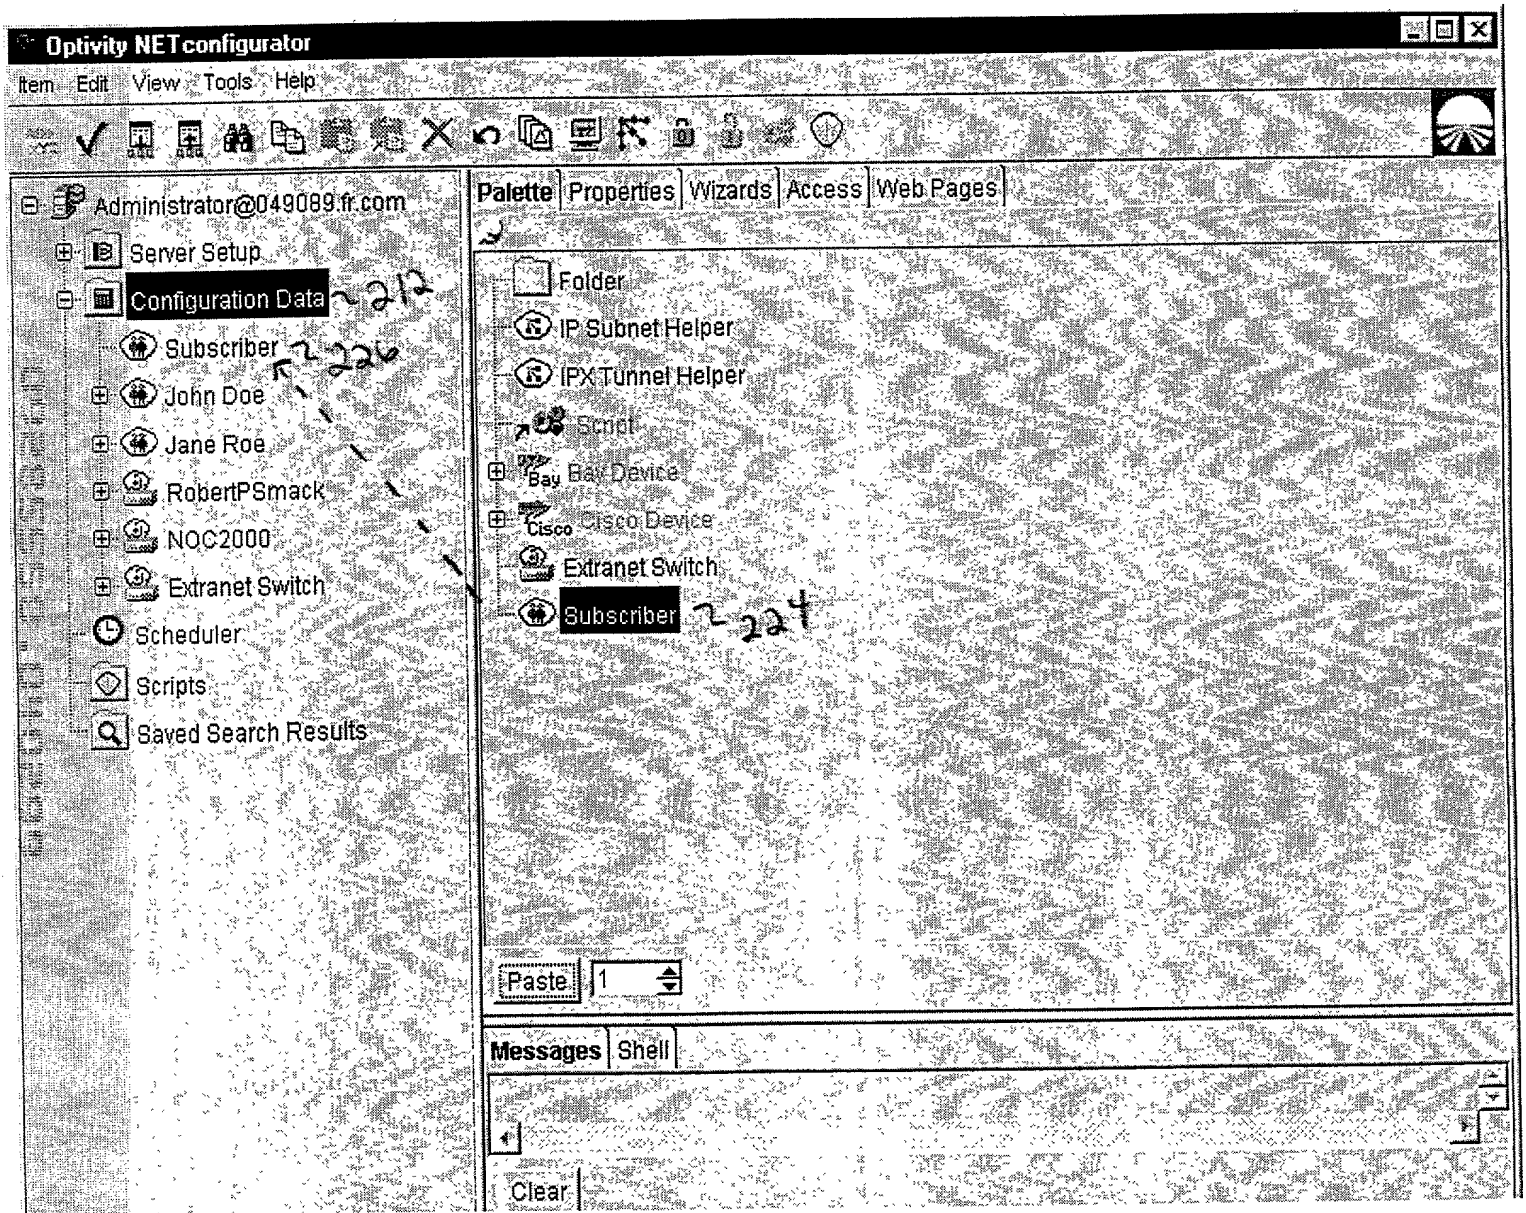 Optivity NETconfigurator
Item Edit View Tools Help
Administrator@049089.fr.com
Server Setup
Configuration Data ~ 212
Subscriber ~ 226
John Doe
Jane Roe
RobertPSmack
NOC2000
Extranet Switch
Scheduler
Scripts
Saved Search Results
Palette Properties Wizards Access Web Pages
Folder
IP Subnet Helper
IPX Tunnel Helper
Script
Bay Bay Device
Cisco Cisco Device
Extranet Switch
Subscriber ~ 224
Paste 1
Messages Shell
Clear